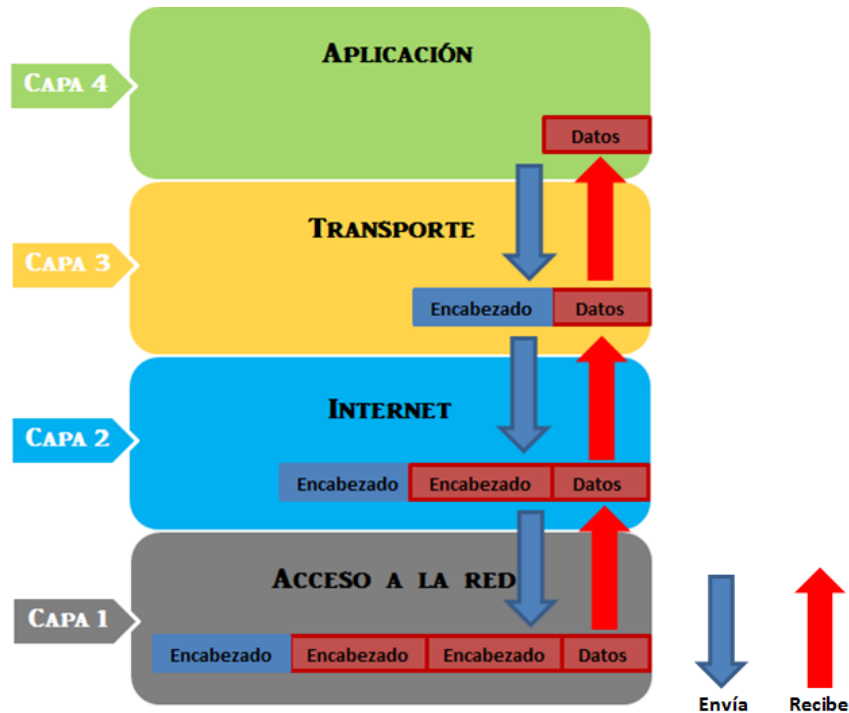 APLICACIÓN
CAPA 4
Datos
TRANSPORTE
CAPA 3
Encabezado Datos
INTERNET
CAPA 2
Encabezado Encabezado Datos
ACCESO A LA RED
CAPA 1
Encabezado Encabezado Encabezado Datos
Envía Recibe